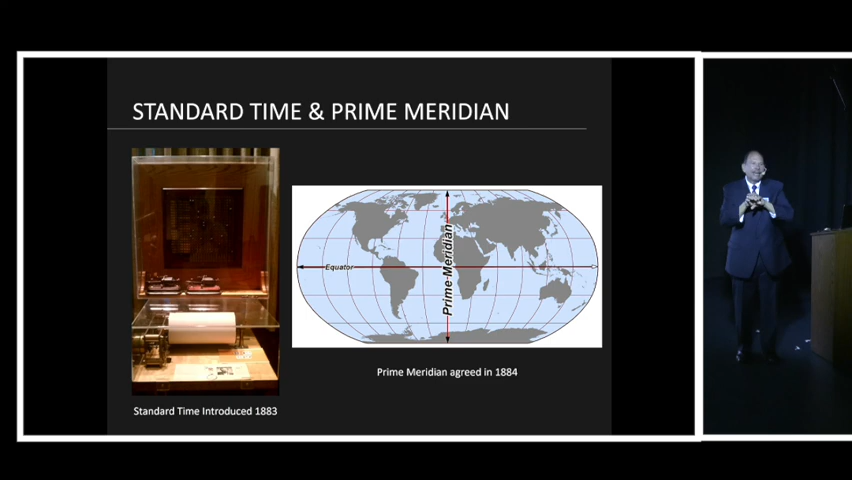 STANDARD TIME & PRIME MERIDIAN
Equator
Prime Meridian
Prime Meridian agreed in 1884
Standard Time Introduced 1883